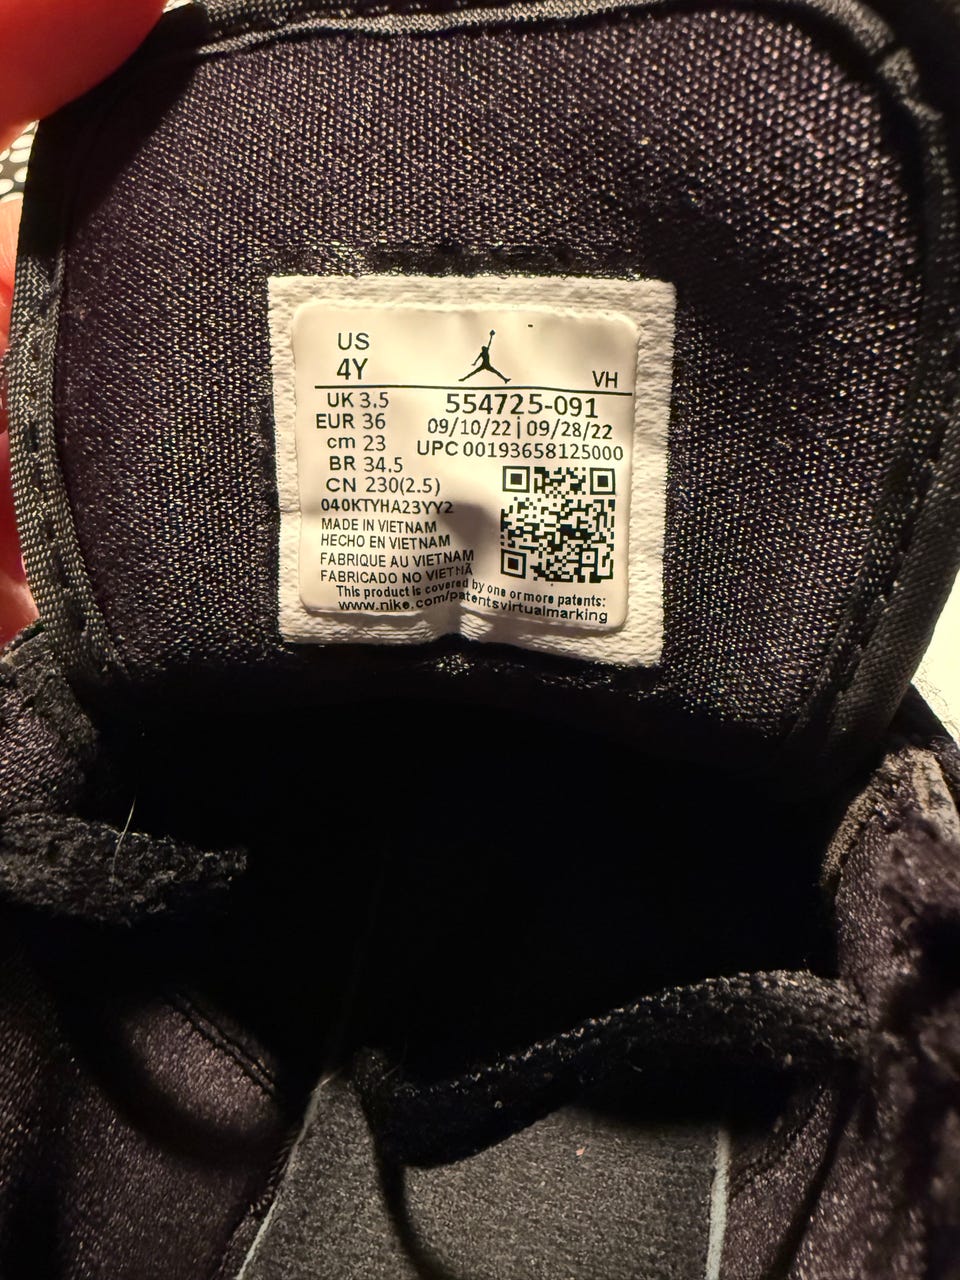 US
4Y
VH
UK 3.5
EUR 36
cm 23
BR 34.5
CN 230(2.5)
040KTYHA23YY2
554725-091
09/10/22 | 09/28/22
UPC 00193658125000
MADE IN VIETNAM
HECHO EN VIETNAM
FABRIQUE AU VIETNAM
FABRICADO NO VIETNÃ
This product is covered by one or more patents:
www.nike.com/patentsvirtualmarking